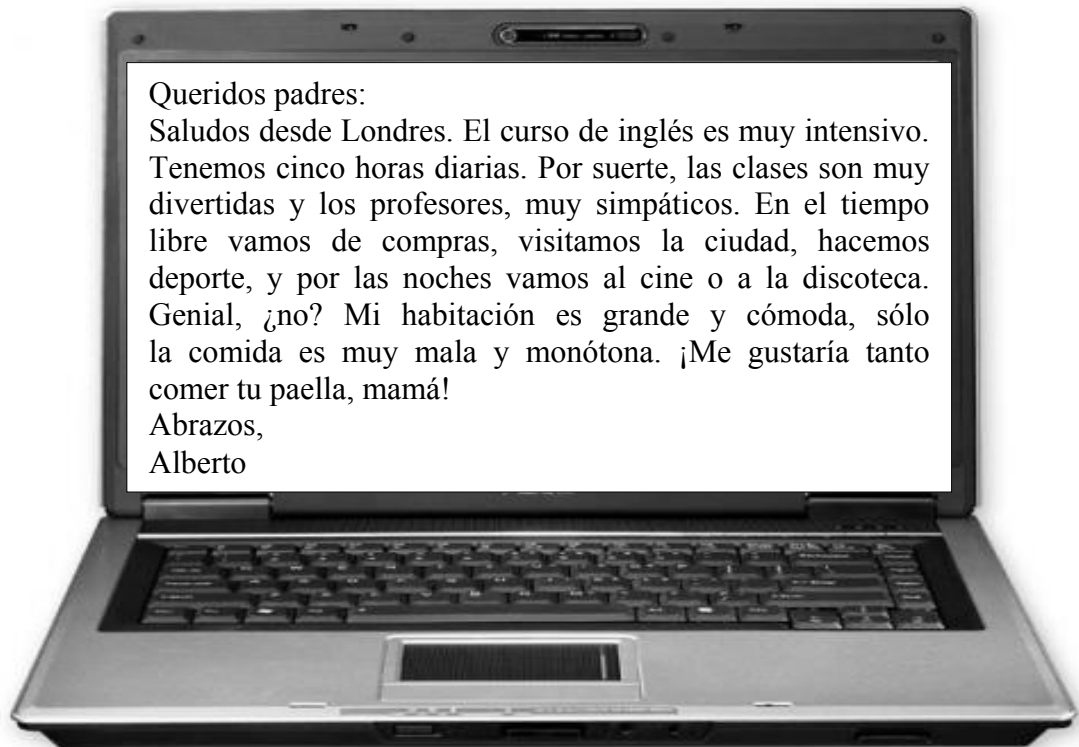 Queridos padres:
Saludos desde Londres. El curso de inglés es muy intensivo.
Tenemos cinco horas diarias. Por suerte, las clases son muy
divertidas y los profesores, muy simpáticos. En el tiempo
libre vamos de compras, visitamos la ciudad, hacemos
deporte, y por las noches vamos al cine o a la discoteca.
Genial, ¿no? Mi habitación es grande y cómoda, sólo
la comida es muy mala y monótona. ¡Me gustaría tanto
comer tu paella, mamá!
Abrazos,
Alberto